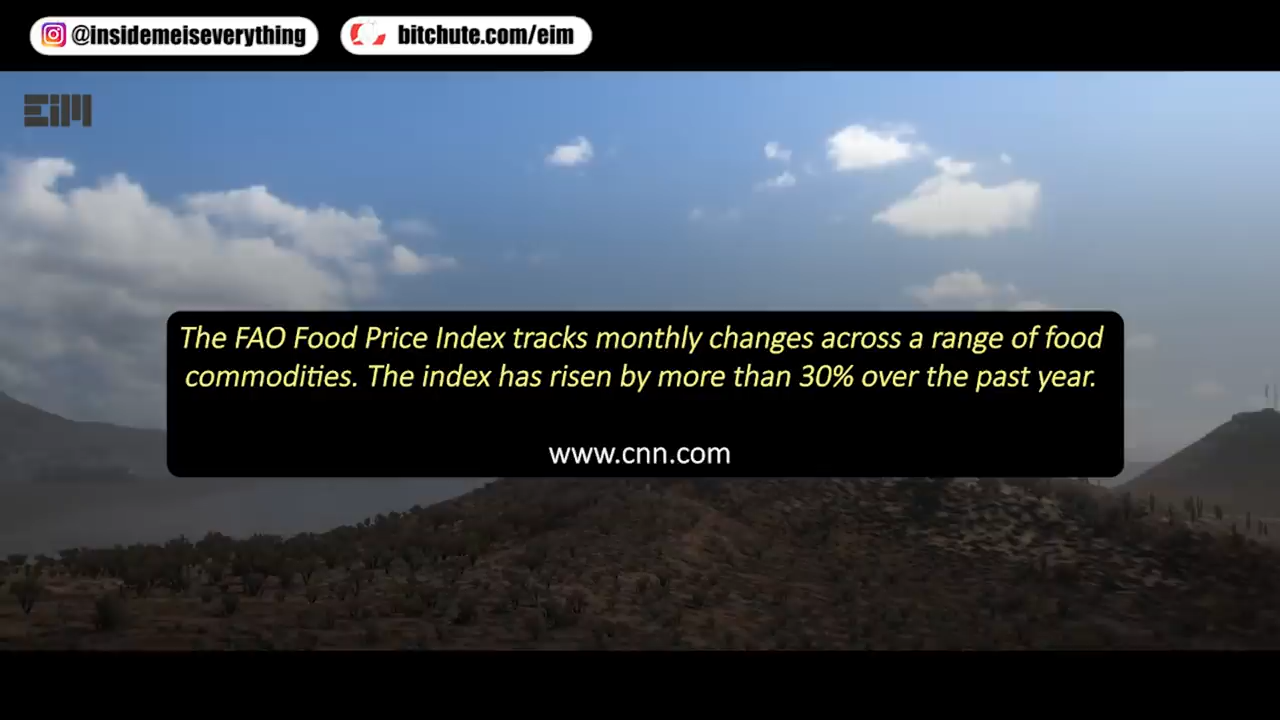 @insidemeiseverything
bitchute.com/eim
EiM
The FAO Food Price Index tracks monthly changes across a range of food
commodities. The index has risen by more than 30% over the past year.
www.cnn.com